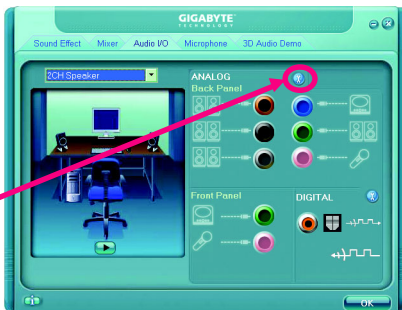 GIGABYTE
TECHNOLOGY
Sound Effect Mixer Audio I/O Microphone 3D Audio Demo
2CH Speaker
ANALOG
Back Panel
Front Panel
DIGITAL
OK